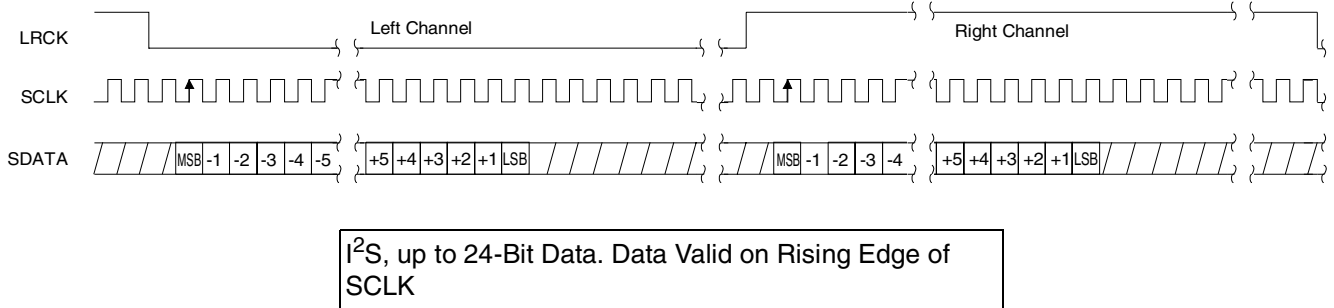 LRCK Left Channel Right Channel
SCLK
SDATA MSB -1 -2 -3 -4 -5 +5 +4 +3 +2 +1 LSB MSB -1 -2 -3 -4 +5 +4 +3 +2 +1 LSB
I²S, up to 24-Bit Data. Data Valid on Rising Edge of
SCLK